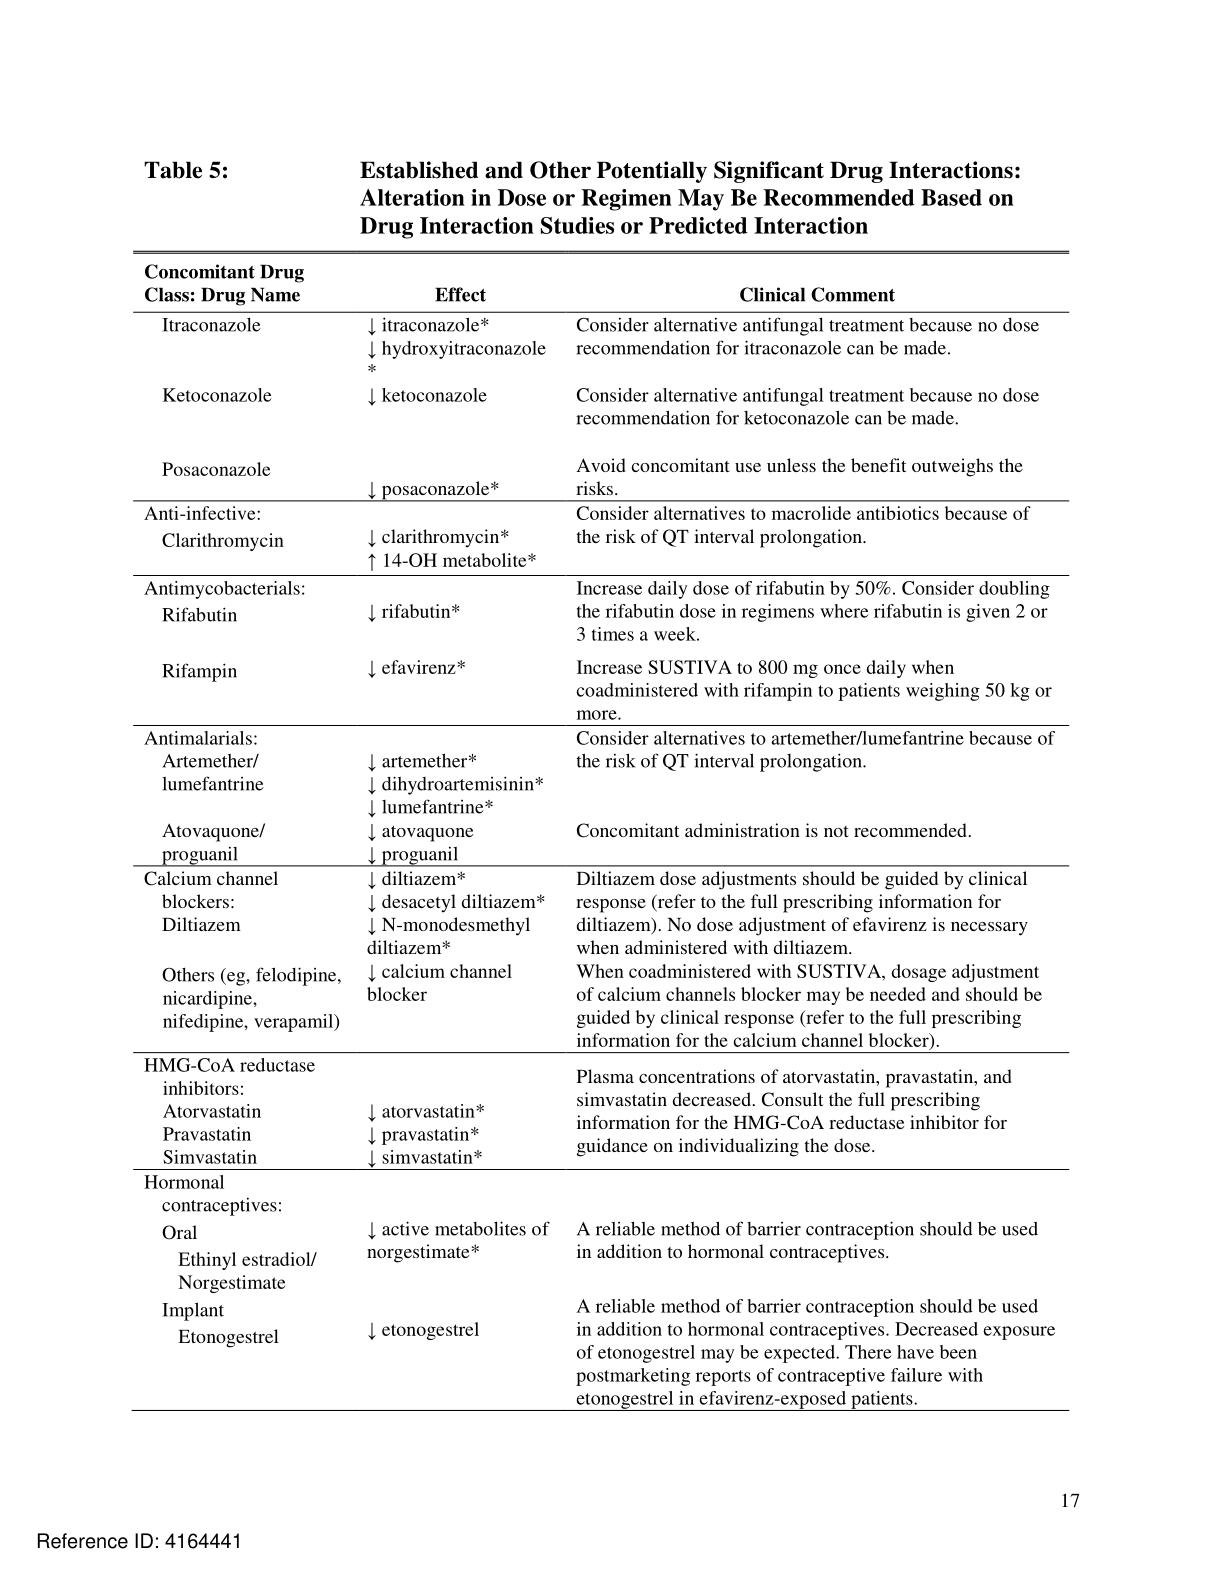 Table 5: Established and Other Potentially Significant Drug Interactions:
Alteration in Dose or Regimen May Be Recommended Based on
Drug Interaction Studies or Predicted Interaction
Concomitant Drug
Class: Drug Name Effect Clinical Comment
Itraconazole ↓ itraconazole* Consider alternative antifungal treatment because no dose
↓ hydroxyitraconazole recommendation for itraconazole can be made.
*
Ketoconazole ↓ ketoconazole Consider alternative antifungal treatment because no dose
recommendation for ketoconazole can be made.
Posaconazole Avoid concomitant use unless the benefit outweighs the
↓ posaconazole* risks.
Anti-infective: Consider alternatives to macrolide antibiotics because of
Clarithromycin ↓ clarithromycin* the risk of QT interval prolongation.
↑ 14-OH metabolite*
Antimycobacterials: Increase daily dose of rifabutin by 50%. Consider doubling
Rifabutin ↓ rifabutin* the rifabutin dose in regimens where rifabutin is given 2 or
3 times a week.
Rifampin ↓ efavirenz* Increase SUSTIVA to 800 mg once daily when
coadministered with rifampin to patients weighing 50 kg or
more.
Antimalarials: Consider alternatives to artemether/lumefantrine because of
Artemether/ ↓ artemether* the risk of QT interval prolongation.
lumefantrine ↓ dihydroartemisinin*
↓ lumefantrine*
Atovaquone/ ↓ atovaquone Concomitant administration is not recommended.
proguanil ↓ proguanil
Calcium channel ↓ diltiazem* Diltiazem dose adjustments should be guided by clinical
blockers: ↓ desacetyl diltiazem* response (refer to the full prescribing information for
Diltiazem ↓ N-monodesmethyl diltiazem). No dose adjustment of efavirenz is necessary
diltiazem* when administered with diltiazem.
Others (eg, felodipine, ↓ calcium channel When coadministered with SUSTIVA, dosage adjustment
nicardipine, blocker of calcium channels blocker may be needed and should be
nifedipine, verapamil) guided by clinical response (refer to the full prescribing
information for the calcium channel blocker).
HMG-CoA reductase Plasma concentrations of atorvastatin, pravastatin, and
inhibitors: simvastatin decreased. Consult the full prescribing
Atorvastatin ↓ atorvastatin* information for the HMG-CoA reductase inhibitor for
Pravastatin ↓ pravastatin* guidance on individualizing the dose.
Simvastatin ↓ simvastatin*
Hormonal
contraceptives:
Oral ↓ active metabolites of A reliable method of barrier contraception should be used
Ethinyl estradiol/ norgestimate* in addition to hormonal contraceptives.
Norgestimate
Implant A reliable method of barrier contraception should be used
Etonogestrel ↓ etonogestrel in addition to hormonal contraceptives. Decreased exposure
of etonogestrel may be expected. There have been
postmarketing reports of contraceptive failure with
etonogestrel in efavirenz-exposed patients.
17
Reference ID: 4164441